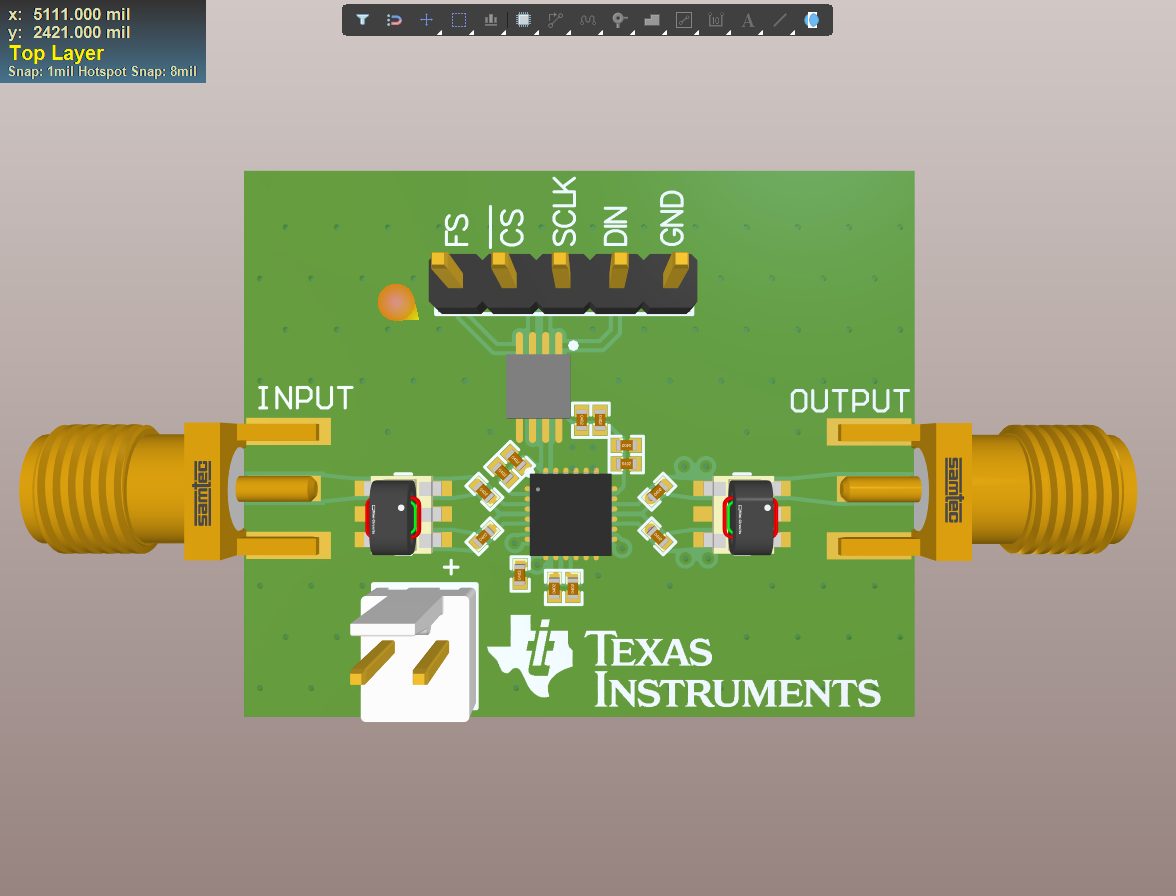 x: 5111.000 mil
y: 2421.000 mil
Top Layer
Snap: 1mil Hotspot Snap: 8mil
FS
CS
SCLK
DIN
GND
INPUT
OUTPUT
samtec
samtec
+
TEXAS
INSTRUMENTS